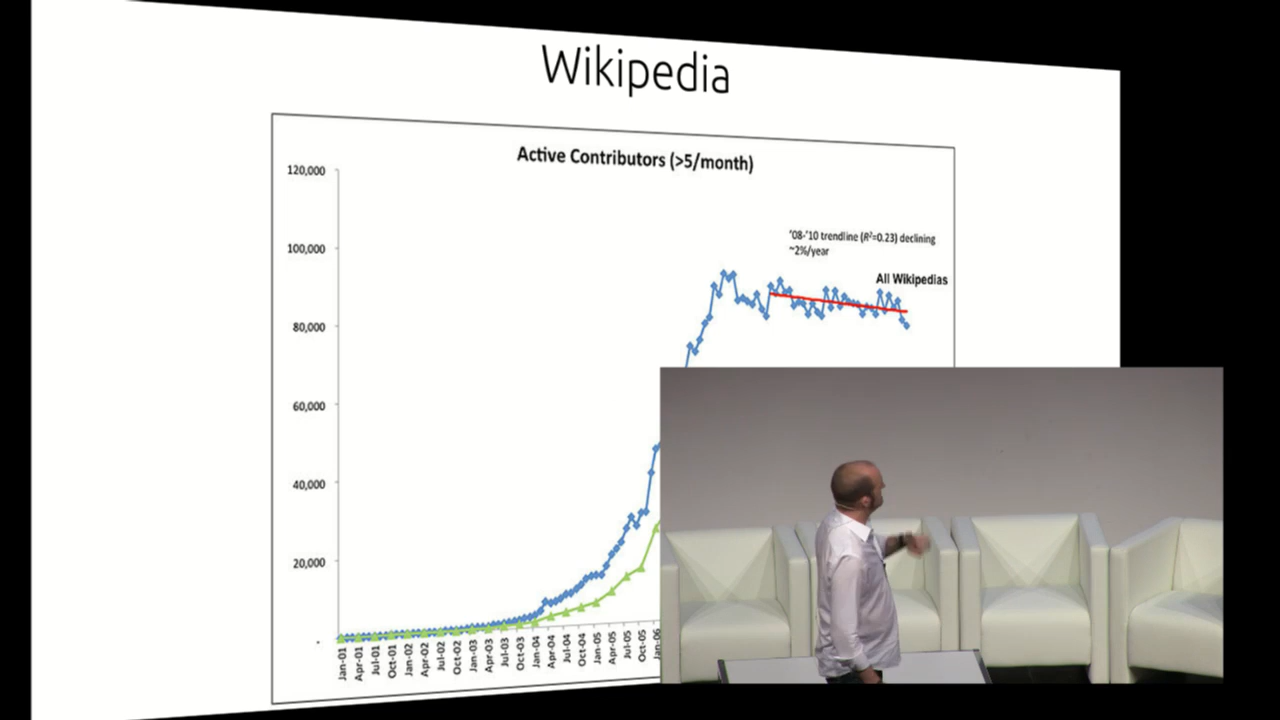 Wikipedia
Active Contributors (>5/month)
120,000
100,000
80,000
60,000
40,000
20,000
-
'08-'10 trendline (R²=0.23) declining
~2%/year
All Wikipedias
Jan-01
Apr-01
Jul-01
Oct-01
Jan-02
Apr-02
Jul-02
Oct-02
Jan-03
Apr-03
Jul-03
Oct-03
Jan-04
Apr-04
Jul-04
Oct-04
Jan-05
Apr-05
Jul-05
Oct-05
Jan-06